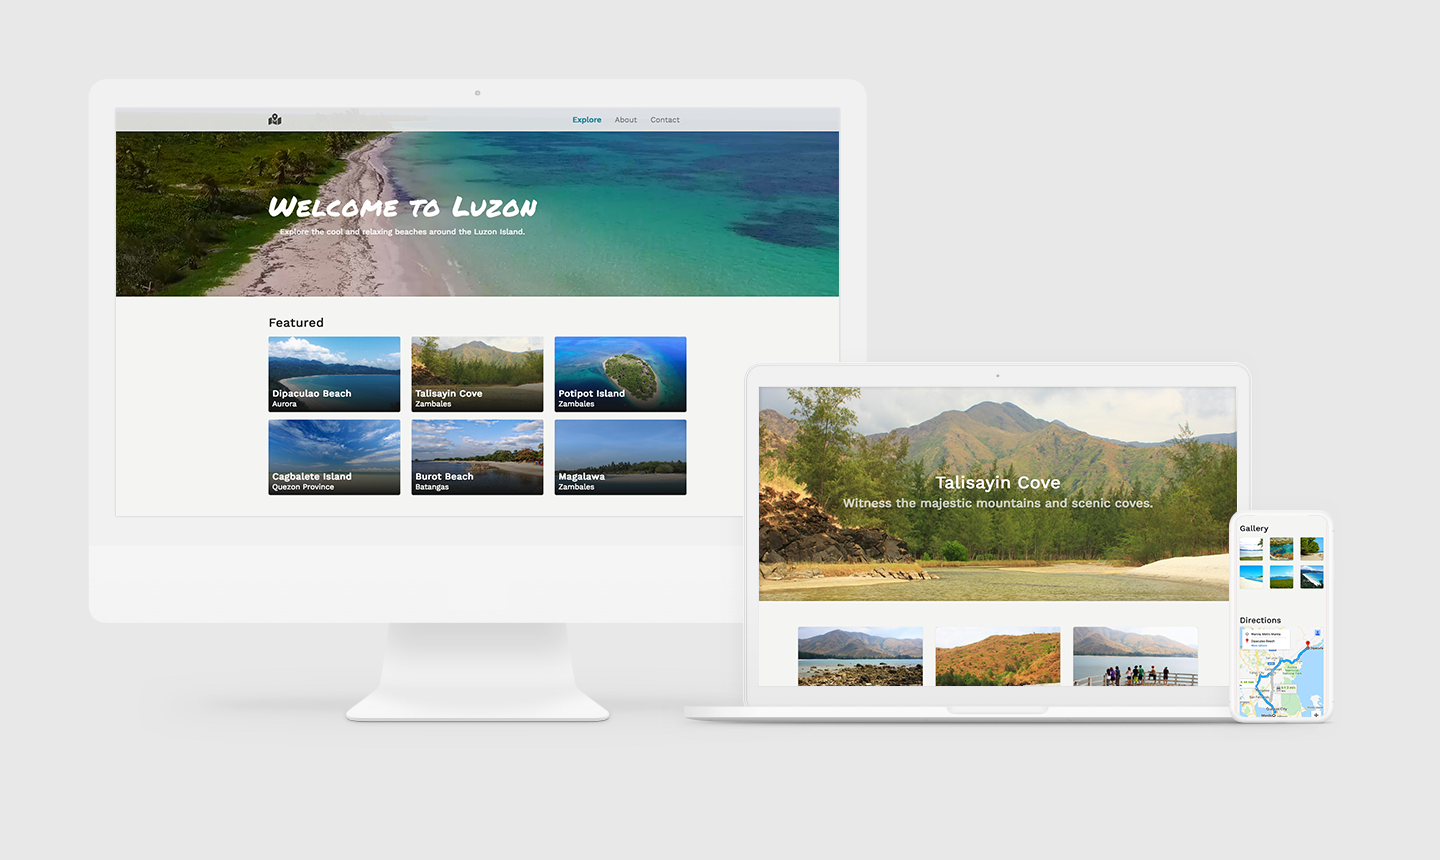 Explore About Contact
Welcome to Luzon
Explore the cool and relaxing beaches around the Luzon Island.
Featured
Dipaculao Beach
Aurora
Talisayin Cove
Zambales
Potipot Island
Zambales
Cagbalete Island
Quezon Province
Burot Beach
Batangas
Magalawa
Zambales
Talisayin Cove
Witness the majestic mountains and scenic coves.
Gallery
Directions